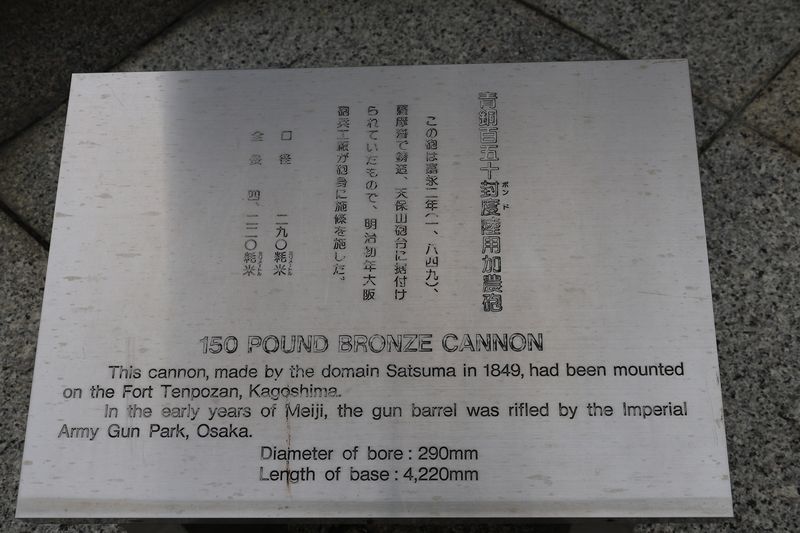 青銅百五十封度陸用加農砲
ポンド
この砲は嘉永二年(一、八四九)、
薩摩藩で鋳造、天保山砲台に据付け
られていたもので、明治初年大阪
砲兵工廠が砲身に施條を施した。
口径 二九〇粍米
全長 四、二二〇粍米
150 POUND BRONZE CANNON
This cannon, made by the domain Satsuma in 1849, had been mounted
on the Fort Tenpozan, Kagoshima.
In the early years of Meiji, the gun barrel was rifled by the Imperial
Army Gun Park, Osaka.
Diameter of bore : 290mm
Length of base : 4,220mm